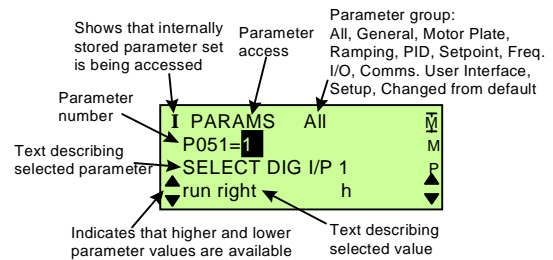 Shows that internally
stored parameter set
is being accessed
Parameter
access
Parameter group:
All, General, Motor Plate,
Ramping, PID, Setpoint, Freq.
I/O, Comms. User Interface,
Setup, Changed from default
Parameter
number
Text describing
selected parameter
I PARAMS All M
P051=1 M
SELECT DIG I/P 1 P
run right h
Indicates that higher and lower
parameter values are available
Text describing
selected value